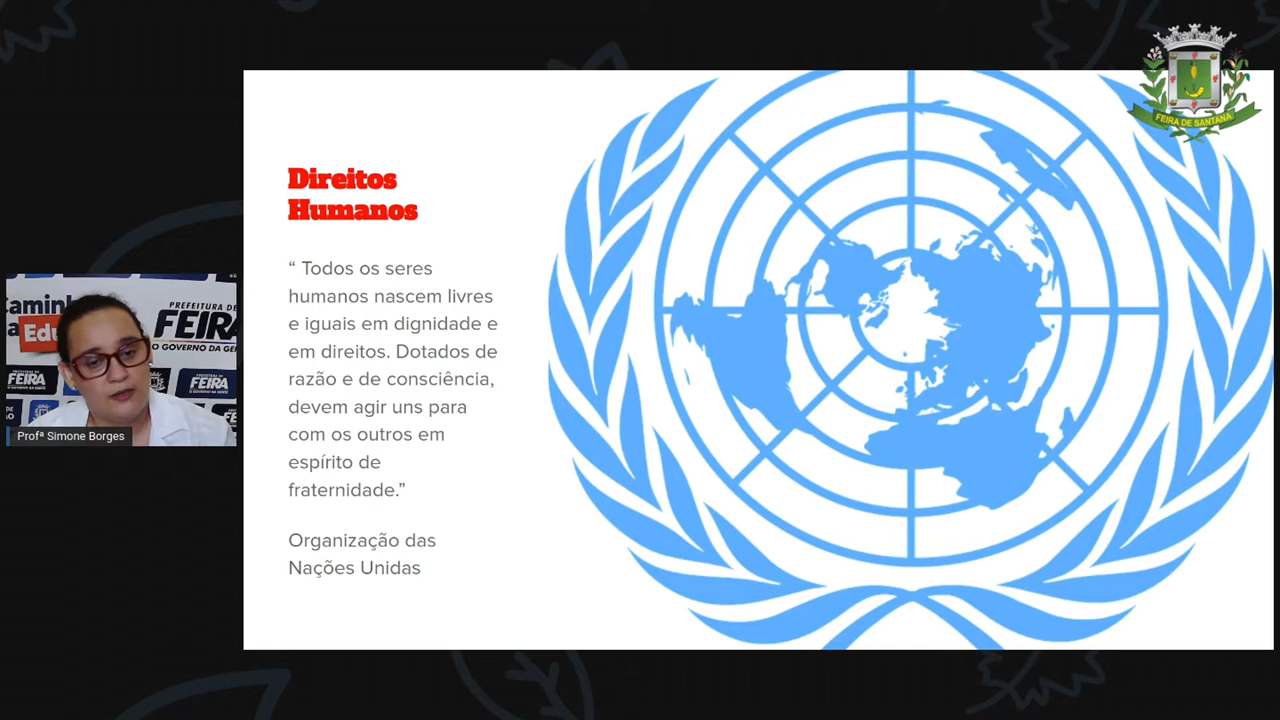 FEIRA DE SANTANA
Direitos
Humanos
“ Todos os seres
humanos nascem livres
e iguais em dignidade e
em direitos. Dotados de
razão e de consciência,
devem agir uns para
com os outros em
espírito de
fraternidade.”
Organização das
Nações Unidas
PREFEITURA DE
FEIRA
O GOVERNO DA GE
FEIRA
FEIRA
Profª Simone Borges